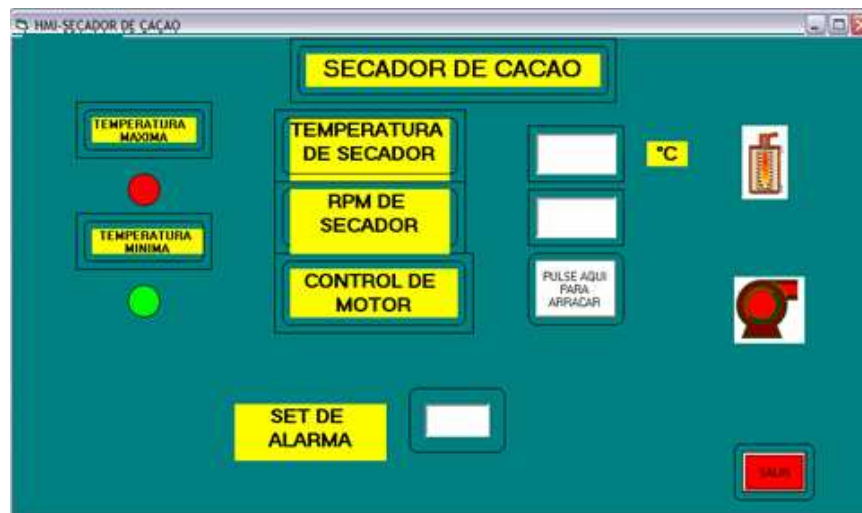 HMI-SECADOR DE CACAO
SECADOR DE CACAO
TEMPERATURA
MAXIMA
TEMPERATURA
DE SECADOR
°C
RPM DE
SECADOR
TEMPERATURA
MINIMA
CONTROL DE
MOTOR
PULSE AQUI
PARA
ARRACAR
SET DE
ALARMA
SALIR